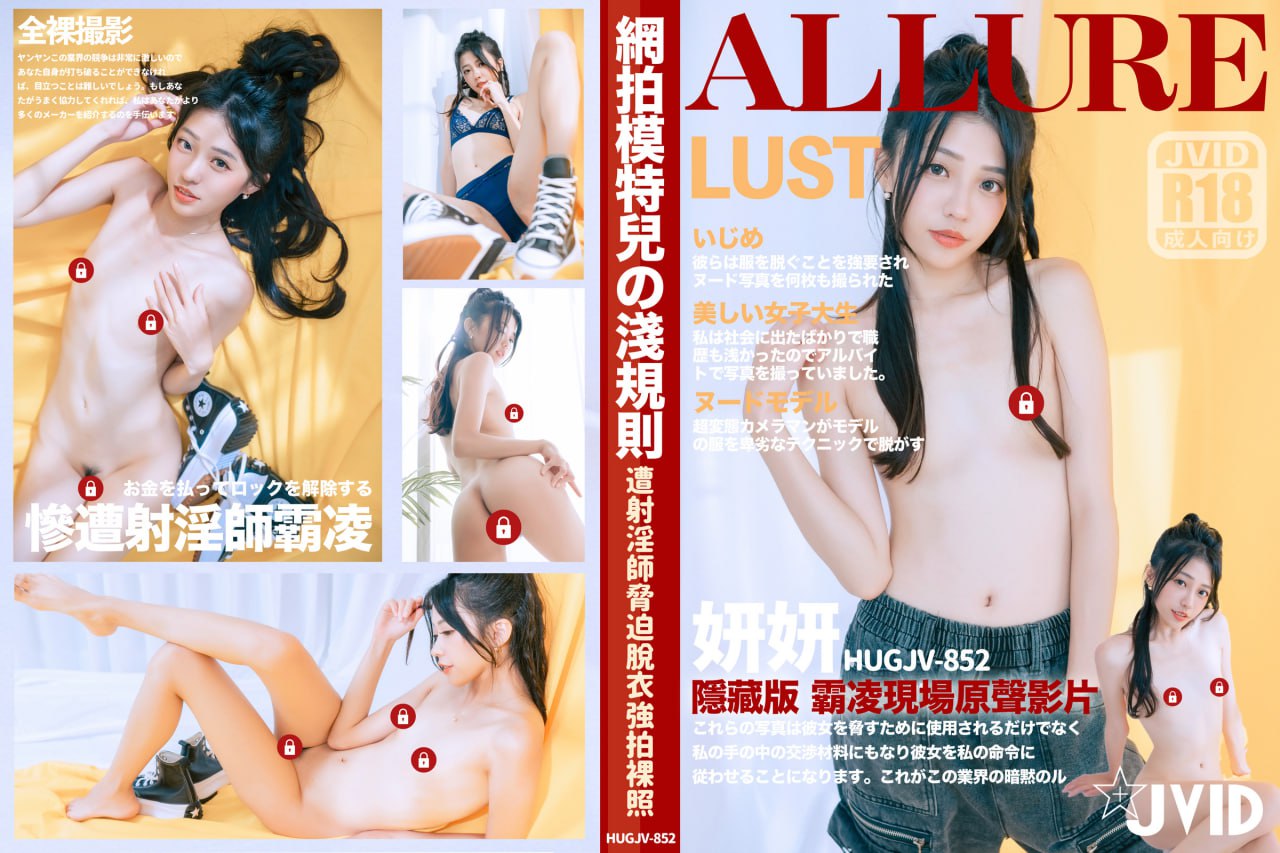 全裸撮影
ヤンヤンこの業界の競争は非常に激しいので
あなた自身が打ち破ることができなけれ
ば、目立つことは難しいでしょう。もしあな
たがうまく協力してくれれば、私はあなたがより
多くのメーカーを紹介するのを手伝います
お金を払ってロックを解除する
慘遭射淫師霸凌
網拍模特兒の淺規則
遭射淫師脅迫脫衣強拍裸照
HUGJV-852
ALLURE
LUST
JVID
R18
成人向け
いじめ
彼らは服を脱ぐことを強要され
ヌード写真を何枚も撮られた
美しい女子大生
私は社会に出たばかりで職
歴も浅かったのでアルバイ
トで写真を撮っていました。
ヌードモデル
超変態カメラマンがモデル
の服を卑劣なテクニックで脱がす
妍妍
HUGJV-852
隱藏版 霸凌現場原聲影片
これらの写真は彼女を脅すために使用されるだけでなく
私の手の中の交渉材料にもなり彼女を私の命令に
従わせることになります。これがこの業界の暗黙のル
JVID